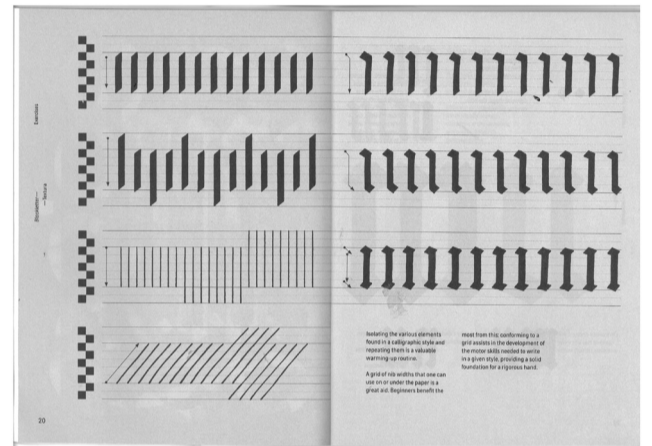 Exercises
—Textura
20
Isolating the various elements
found in a calligraphic style and
repeating them is a valuable
warming-up routine.
A grid of nib widths that one can
use on or under the paper is a
great aid. Beginners benefit the
most from this; conforming to a
grid assists in the development of
the motor skills needed to write
in a given style, providing a solid
foundation for a rigorous hand.